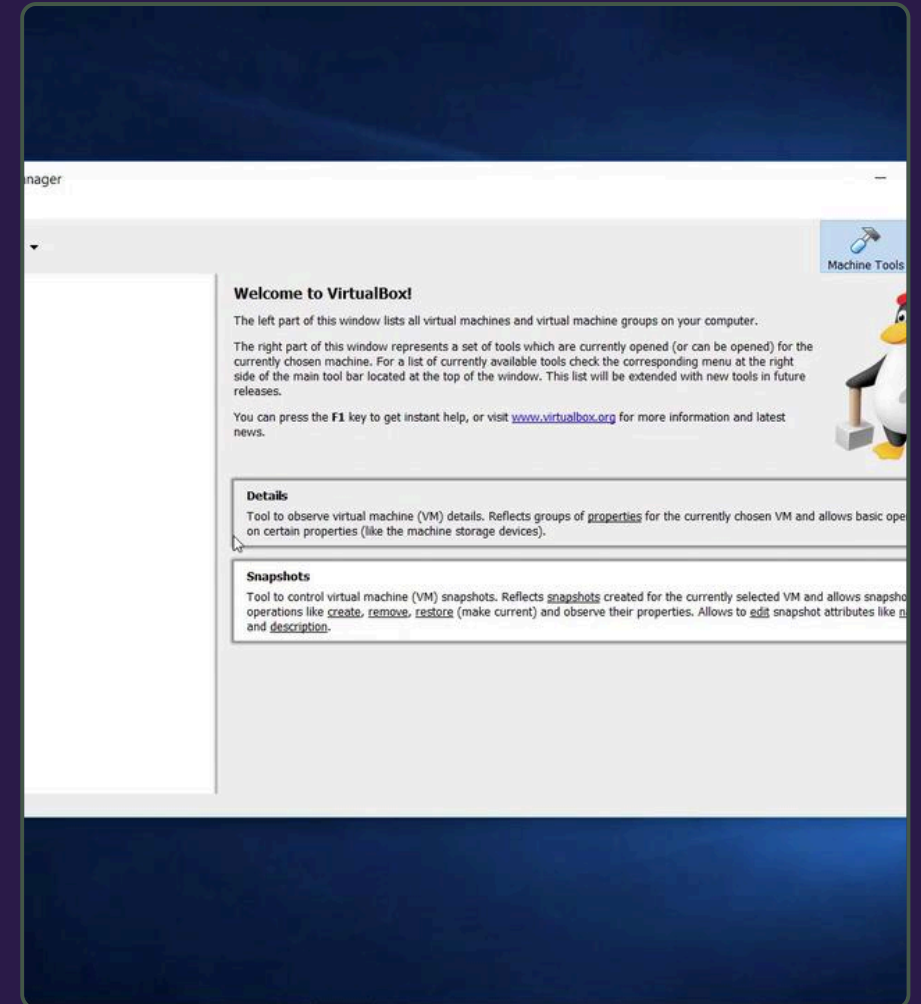 nager
Machine Tools
Welcome to VirtualBox!
The left part of this window lists all virtual machines and virtual machine groups on your computer.
The right part of this window represents a set of tools which are currently opened (or can be opened) for the
currently chosen machine. For a list of currently available tools check the corresponding menu at the right
side of the main tool bar located at the top of the window. This list will be extended with new tools in future
releases.
You can press the F1 key to get instant help, or visit www.virtualbox.org for more information and latest
news.
Details
Tool to observe virtual machine (VM) details. Reflects groups of properties for the currently chosen VM and allows basic ope
on certain properties (like the machine storage devices).
Snapshots
Tool to control virtual machine (VM) snapshots. Reflects snapshots created for the currently selected VM and allows snapsho
operations like create, remove, restore (make current) and observe their properties. Allows to edit snapshot attributes like n
and description.